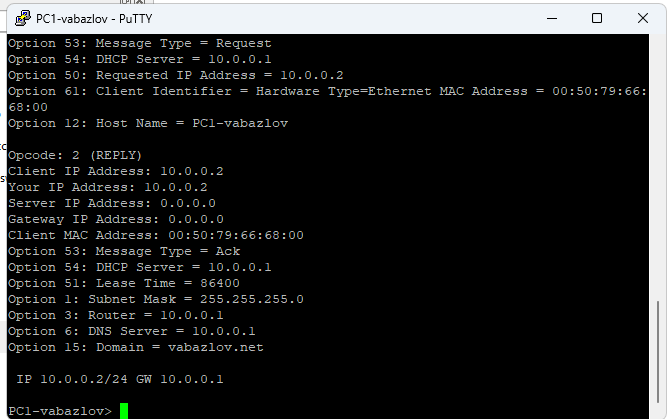 PC1-vabazlov - PuTTY
Option 53: Message Type = Request
Option 54: DHCP Server = 10.0.0.1
Option 50: Requested IP Address = 10.0.0.2
Option 61: Client Identifier = Hardware Type=Ethernet MAC Address = 00:50:79:66:
68:00
Option 12: Host Name = PC1-vabazlov
Opcode: 2 (REPLY)
Client IP Address: 10.0.0.2
Your IP Address: 10.0.0.2
Server IP Address: 0.0.0.0
Gateway IP Address: 0.0.0.0
Client MAC Address: 00:50:79:66:68:00
Option 53: Message Type = Ack
Option 54: DHCP Server = 10.0.0.1
Option 51: Lease Time = 86400
Option 1: Subnet Mask = 255.255.255.0
Option 3: Router = 10.0.0.1
Option 6: DNS Server = 10.0.0.1
Option 15: Domain = vabazlov.net
IP 10.0.0.2/24 GW 10.0.0.1
PC1-vabazlov>